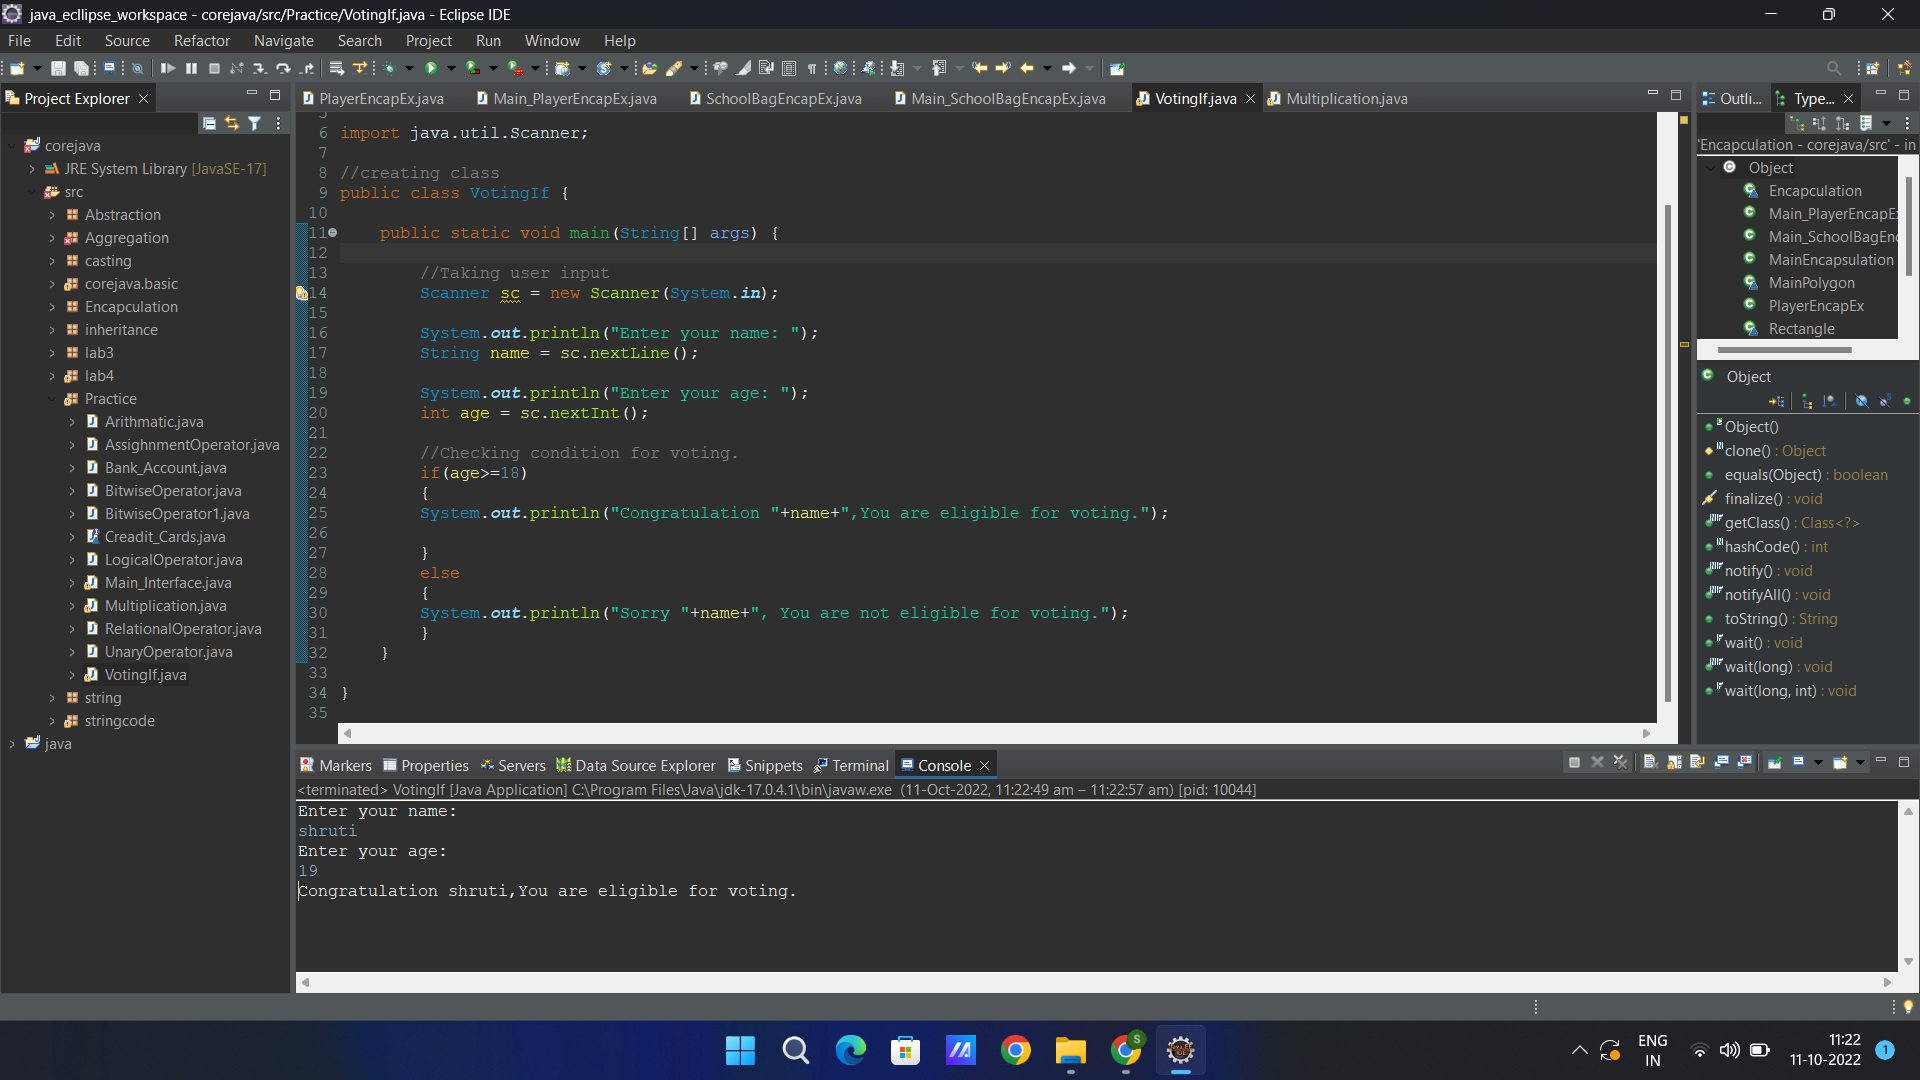 java_ecllipse_workspace - corejava/src/Practice/VotingIf.java - Eclipse IDE
File Edit Source Refactor Navigate Search Project Run Window Help
Project Explorer
corejava
JRE System Library [JavaSE-17]
src
Abstraction
Aggregation
casting
corejava.basic
Encapculation
inheritance
lab3
lab4
Practice
Arithmatic.java
AssighnmentOperator.java
Bank_Account.java
BitwiseOperator.java
BitwiseOperator1.java
Creadit_Cards.java
LogicalOperator.java
Main_Interface.java
Multiplication.java
RelationalOperator.java
UnaryOperator.java
VotingIf.java
string
stringcode
java
PlayerEncapEx.java Main_PlayerEncapEx.java SchoolBagEncapEx.java Main_SchoolBagEncapEx.java VotingIf.java Multiplication.java
5
6 import java.util.Scanner;
7
8 //creating class
9 public class VotingIf {
10
11 public static void main(String[] args) {
12
13 //Taking user input
14 Scanner sc = new Scanner(System.in);
15
16 System.out.println("Enter your name: ");
17 String name = sc.nextLine();
18
19 System.out.println("Enter your age: ");
20 int age = sc.nextInt();
21
22 //Checking condition for voting.
23 if(age>=18)
24 {
25 System.out.println("Congratulation "+name+",You are eligible for voting.");
26
27 }
28 else
29 {
30 System.out.println("Sorry "+name+", You are not eligible for voting.");
31 }
32 }
33
34 }
35
Outli... Type...
'Encapculation - corejava/src' - in
Object
Encapculation
Main_PlayerEncapEx
Main_SchoolBagEnc
MainEncapsulation
MainPolygon
PlayerEncapEx
Rectangle
Object
Object()
clone() : Object
equals(Object) : boolean
finalize() : void
getClass() : Class<?>
hashCode() : int
notify() : void
notifyAll() : void
toString() : String
wait() : void
wait(long) : void
wait(long, int) : void
Markers Properties Servers Data Source Explorer Snippets Terminal Console
<terminated> VotingIf [Java Application] C:\Program Files\Java\jdk-17.0.4.1\bin\javaw.exe (11-Oct-2022, 11:22:49 am – 11:22:57 am) [pid: 10044]
Enter your name:
shruti
Enter your age:
19
Congratulation shruti,You are eligible for voting.
S
ENG
IN
11:22
11-10-2022
1